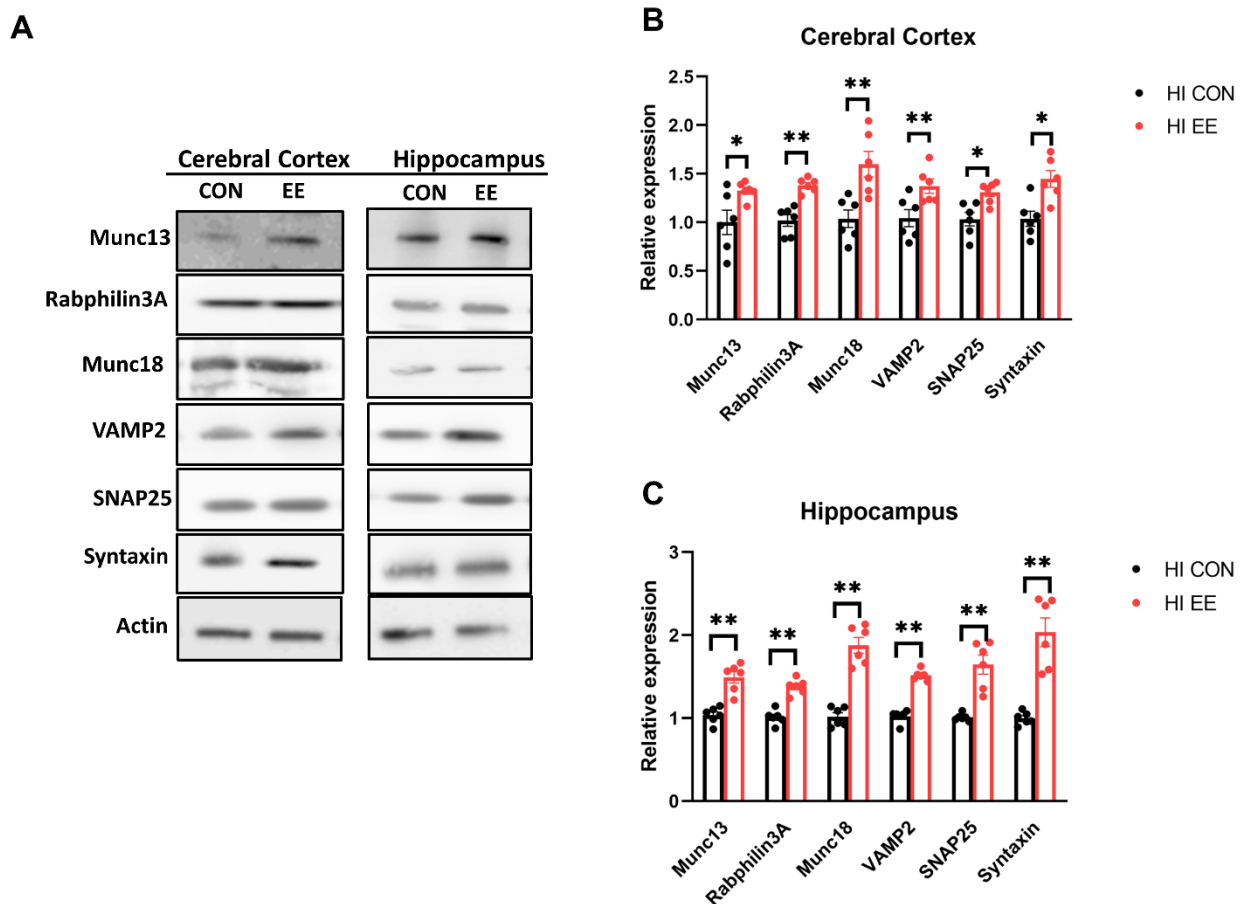 A
Cerebral Cortex Hippocampus
CON EE CON EE
Munc13
Rabphilin3A
Munc18
VAMP2
SNAP25
Syntaxin
Actin
B
Cerebral Cortex
Relative expression
2.5
2.0
1.5
1.0
0.5
0.0
* ** ** ** * *
Munc13 Rabphilin3A Munc18 VAMP2 SNAP25 Syntaxin
HI CON
HI EE
C
Hippocampus
Relative expression
3
2
1
0
** ** ** ** ** **
Munc13 Rabphilin3A Munc18 VAMP2 SNAP25 Syntaxin
HI CON
HI EE